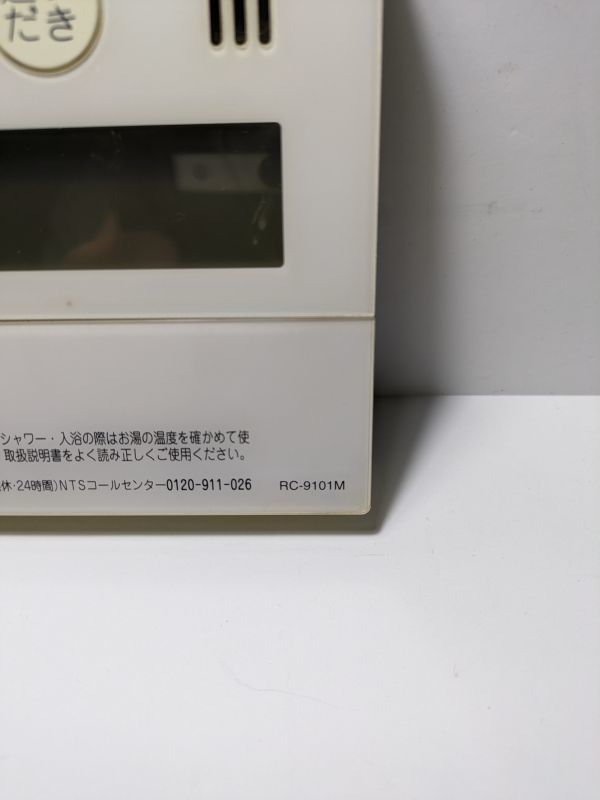 だき
シャワー・入浴の際はお湯の温度を確かめて使
取扱説明書をよく読み正しくご使用ください。
休・24時間)NTSコールセンター0120-911-026 RC-9101M